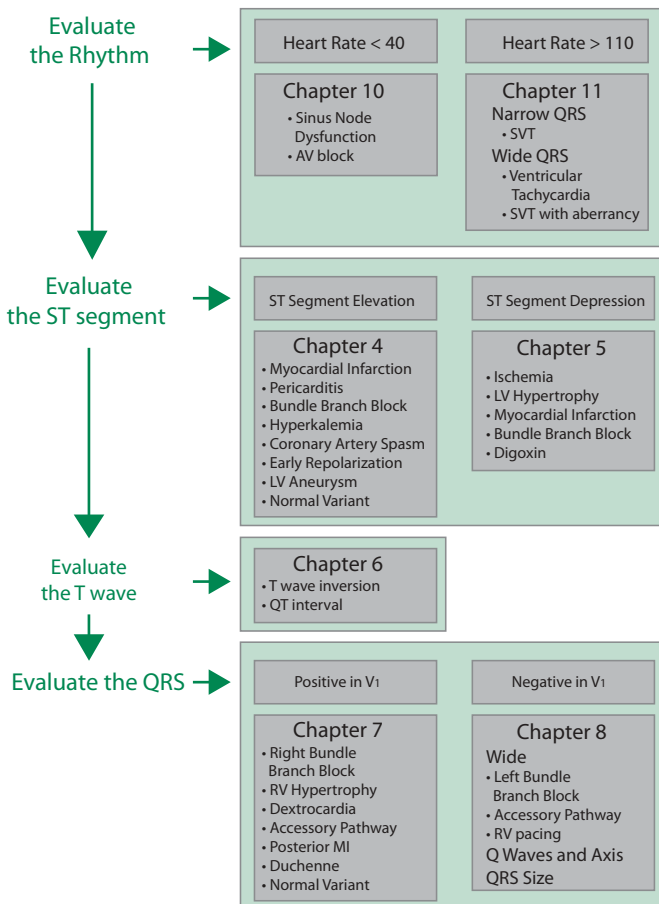 Evaluate
the Rhythm
Heart Rate < 40
Heart Rate > 110
Chapter 10
• Sinus Node
Dysfunction
• AV block
Chapter 11
Narrow QRS
• SVT
Wide QRS
• Ventricular
Tachycardia
• SVT with aberrancy
Evaluate
the ST segment
ST Segment Elevation
ST Segment Depression
Chapter 4
• Myocardial Infarction
• Pericarditis
• Bundle Branch Block
• Hyperkalemia
• Coronary Artery Spasm
• Early Repolarization
• LV Aneurysm
• Normal Variant
Chapter 5
• Ischemia
• LV Hypertrophy
• Myocardial Infarction
• Bundle Branch Block
• Digoxin
Evaluate
the T wave
Chapter 6
• T wave inversion
• QT interval
Evaluate the QRS
Positive in V1
Negative in V1
Chapter 7
• Right Bundle
Branch Block
• RV Hypertrophy
• Dextrocardia
• Accessory Pathway
• Posterior MI
• Duchenne
• Normal Variant
Chapter 8
Wide
• Left Bundle
Branch Block
• Accessory Pathway
• RV pacing
Q Waves and Axis
QRS Size